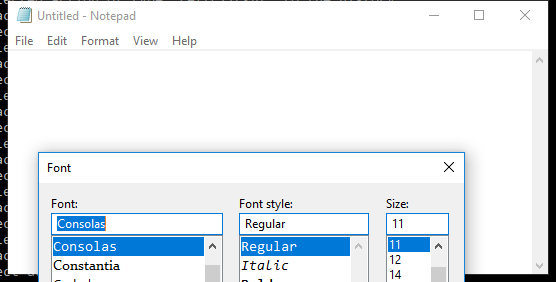 Untitled - Notepad
File Edit Format View Help
Font
Font: Font style: Size:
Consolas Regular 11
Consolas Regular 11
Constantia Italic 12
14